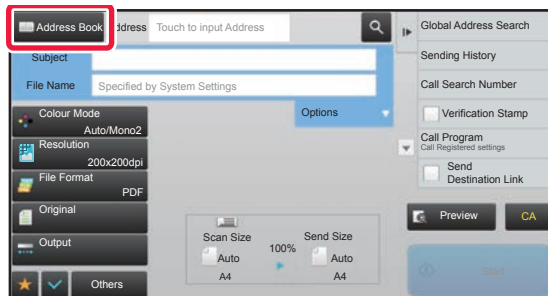 Address Book
ddress
Touch to input Address
Subject
File Name
Specified by System Settings
Options
Colour Mode
Auto/Mono2
Resolution
200x200dpi
File Format
PDF
Original
Output
Others
Scan Size
Auto
A4
100%
Send Size
Auto
A4
Global Address Search
Sending History
Call Search Number
Verification Stamp
Call Program
Call Registered settings
Send
Destination Link
Preview
CA
Start